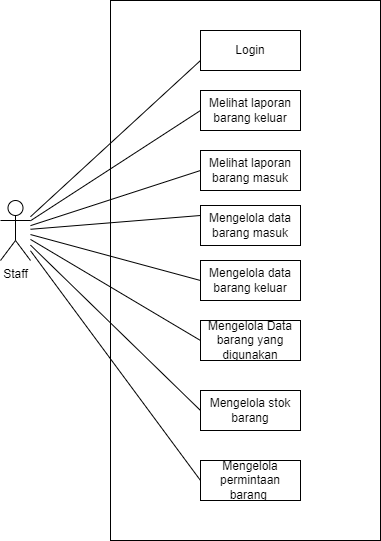 Login
Melihat laporan
barang keluar
Melihat laporan
barang masuk
Mengelola data
barang masuk
Mengelola data
barang keluar
Mengelola Data
barang yang
digunakan
Mengelola stok
barang
Mengelola
permintaan
barang
Staff